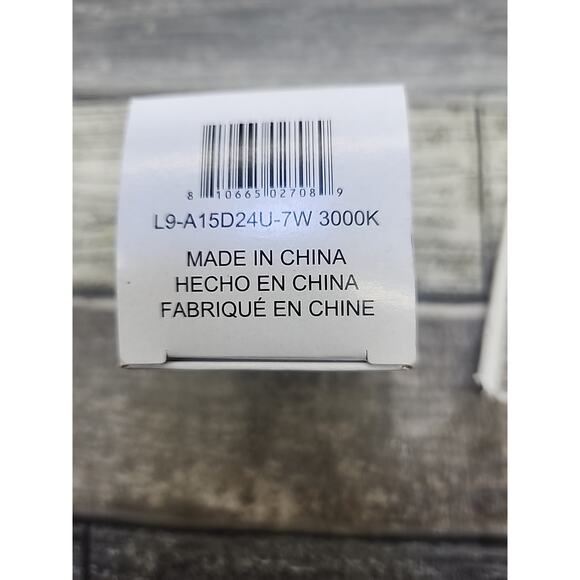 8 10665 02708 9
L9-A15D24U-7W 3000K
MADE IN CHINA
HECHO EN CHINA
FABRIQUÉ EN CHINE